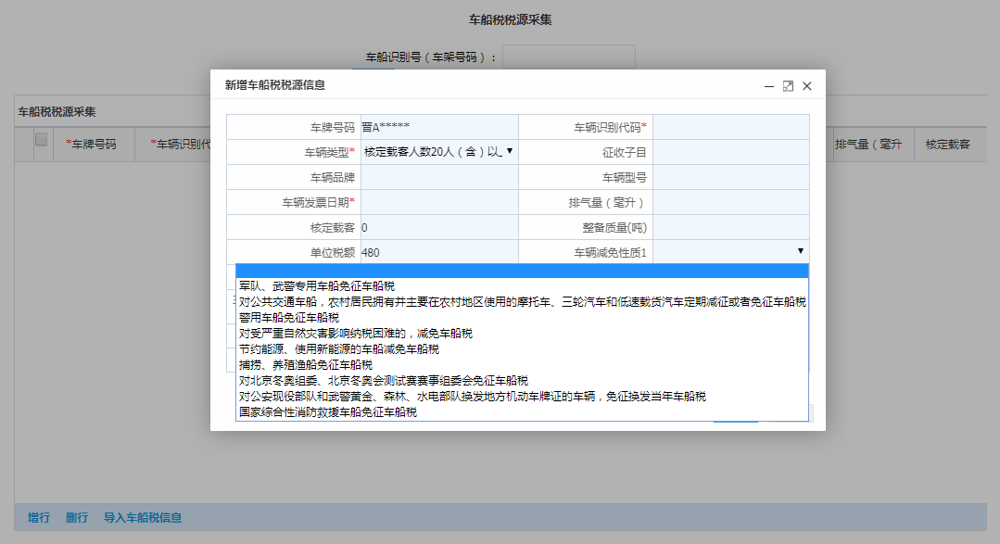 车船税税源采集
车船识别号（车架号码）：
新增车船税税源信息
车船税税源采集
*车牌号码
*车辆识别代
排气量（毫升
核定载客
车牌号码 晋A***** 车辆识别代码*
车辆类型* 核定载客人数20人（含）以 征收子目
车辆品牌 车辆型号
车辆发票日期* 排气量（毫升）
核定载客 0 整备质量(吨)
单位税额 480 车辆减免性质1
军队、武警专用车船免征车船税
对公共交通车船，农村居民拥有并主要在农村地区使用的摩托车、三轮汽车和低速载货汽车定期减征或者免征车船税
警用车船免征车船税
对受严重自然灾害影响纳税困难的，减免车船税
节约能源、使用新能源的车船减免车船税
捕捞、养殖渔船免征车船税
对北京冬奥组委、北京冬奥会测试赛赛事组委会免征车船税
对公安现役部队和武警黄金、森林、水电部队换发地方机动车牌证的车辆，免征换发当年车船税
国家综合性消防救援车船免征车船税
增行 删行 导入车船税信息